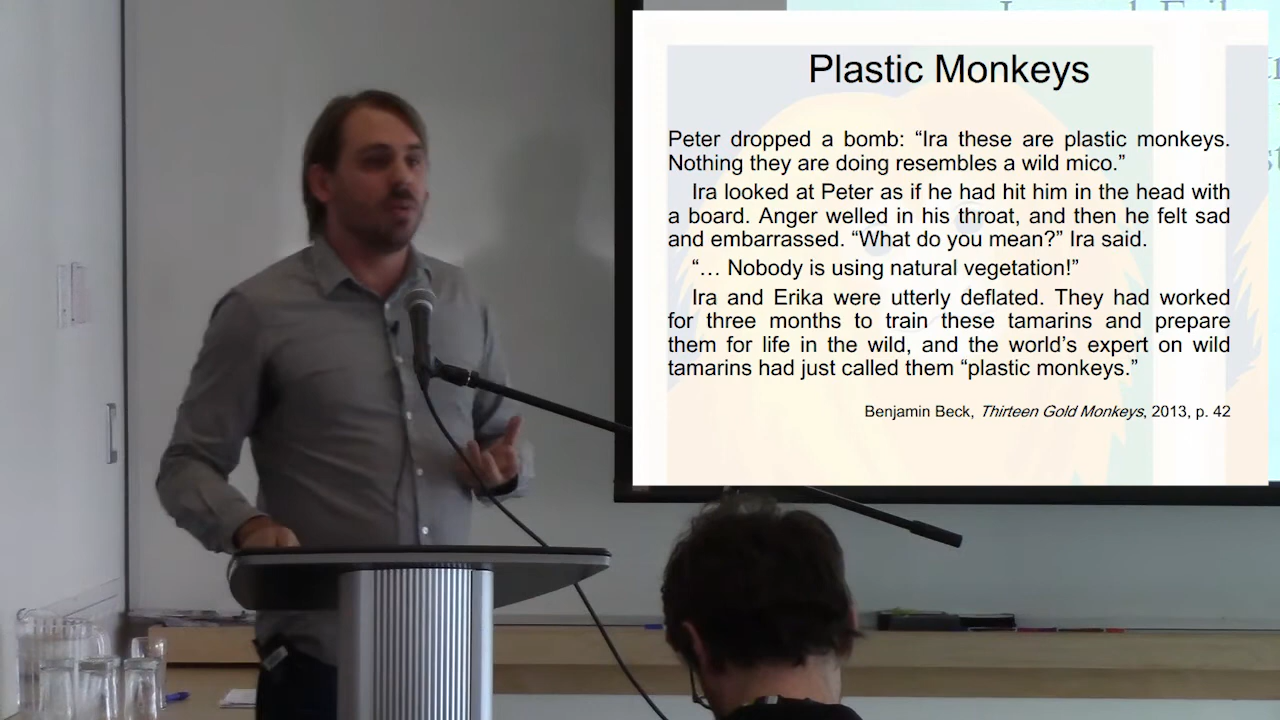 Plastic Monkeys
Peter dropped a bomb: “Ira these are plastic monkeys.
Nothing they are doing resembles a wild mico.”
Ira looked at Peter as if he had hit him in the head with
a board. Anger welled in his throat, and then he felt sad
and embarrassed. “What do you mean?” Ira said.
“… Nobody is using natural vegetation!”
Ira and Erika were utterly deflated. They had worked
for three months to train these tamarins and prepare
them for life in the wild, and the world’s expert on wild
tamarins had just called them “plastic monkeys.”
Benjamin Beck, Thirteen Gold Monkeys, 2013, p. 42